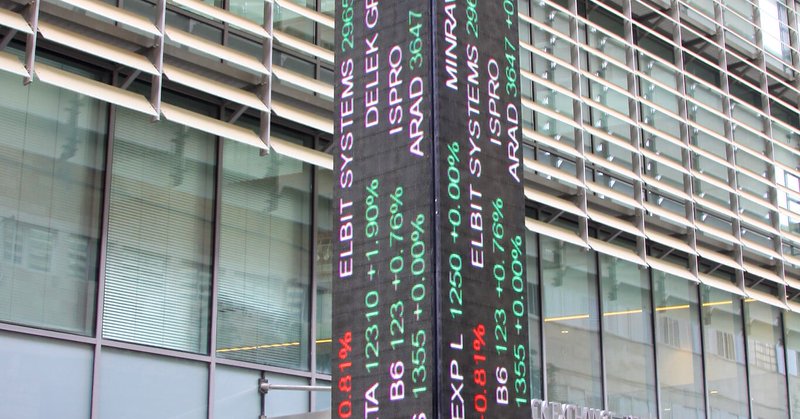 0.81% ELBIT SYSTEMS 2965
TA 12310 +1.90% DELEK GR
B6 123 +0.76% ISPRO
1355 +0.00% ARAD 3647
EXP L 1250 +0.00% MINRAV
-0.81% ELBIT SYSTEMS 296
B6 123 +0.76% ISPRO
1355 +0.00% ARAD 3647 +0.